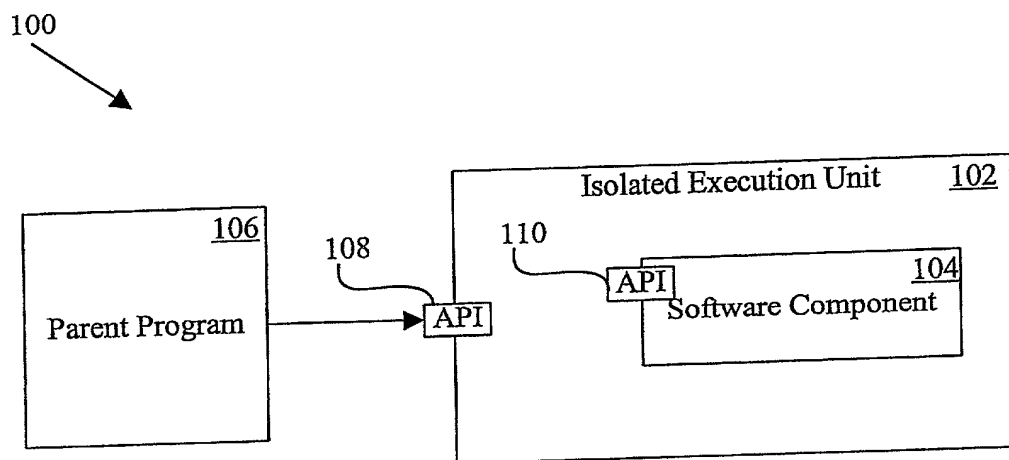 100
Isolated Execution Unit 102
106
108
110
API
104
Software Component
API
Parent Program